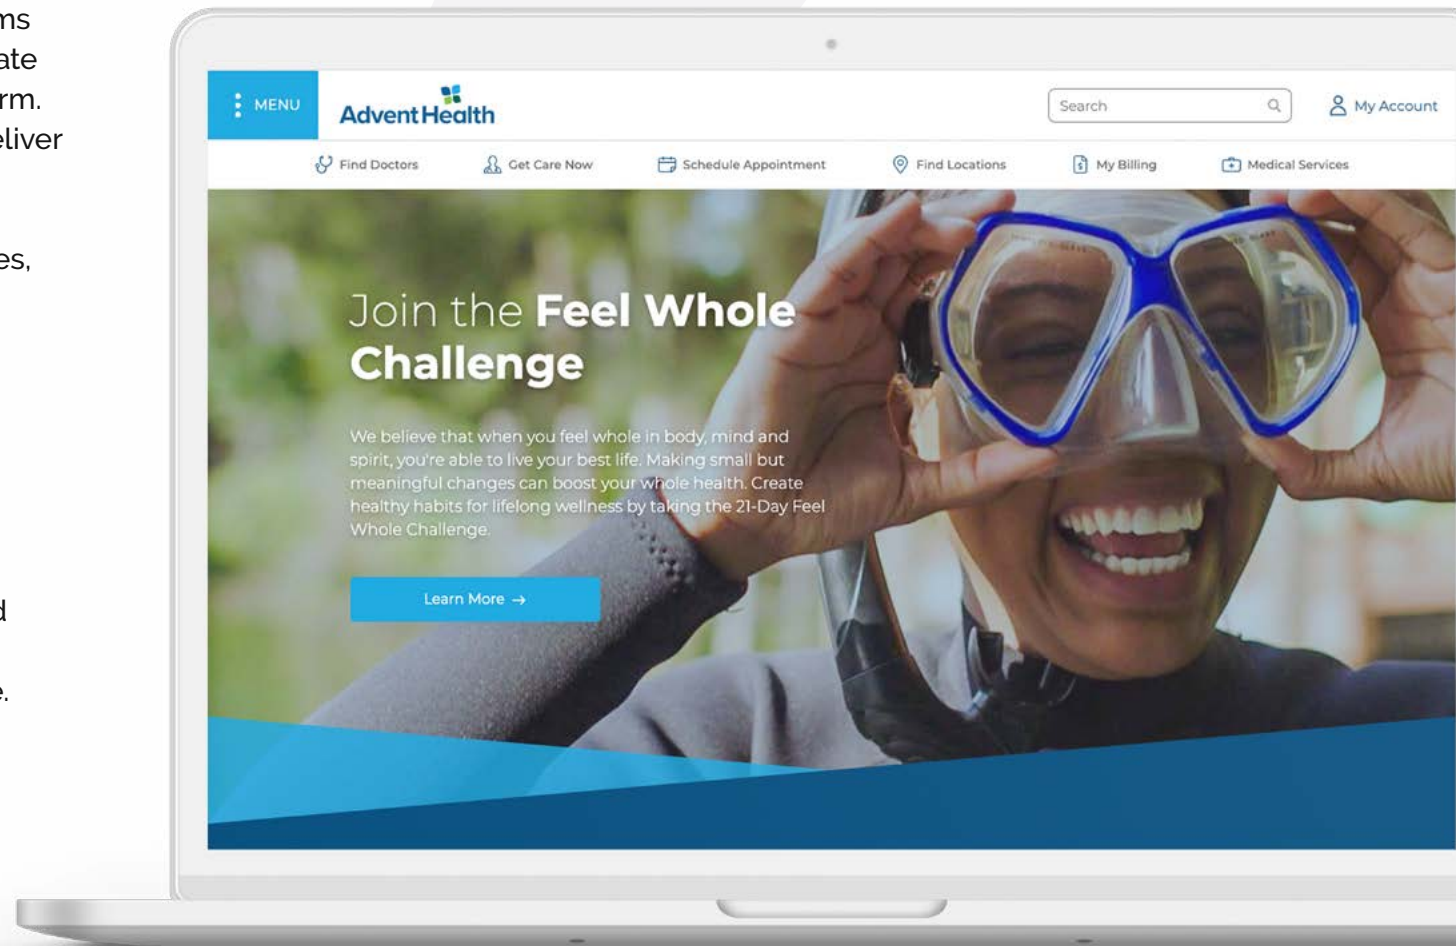 ms
ate
rm.
eliver
es,
d
e.
MENU
AdventHealth
Search
My Account
Find Doctors
Get Care Now
Schedule Appointment
Find Locations
My Billing
Medical Services
Join the Feel Whole
Challenge
We believe that when you feel whole in body, mind and
spirit, you're able to live your best life. Making small but
meaningful changes can boost your whole health. Create
healthy habits for lifelong wellness by taking the 21-Day Feel
Whole Challenge.
Learn More →